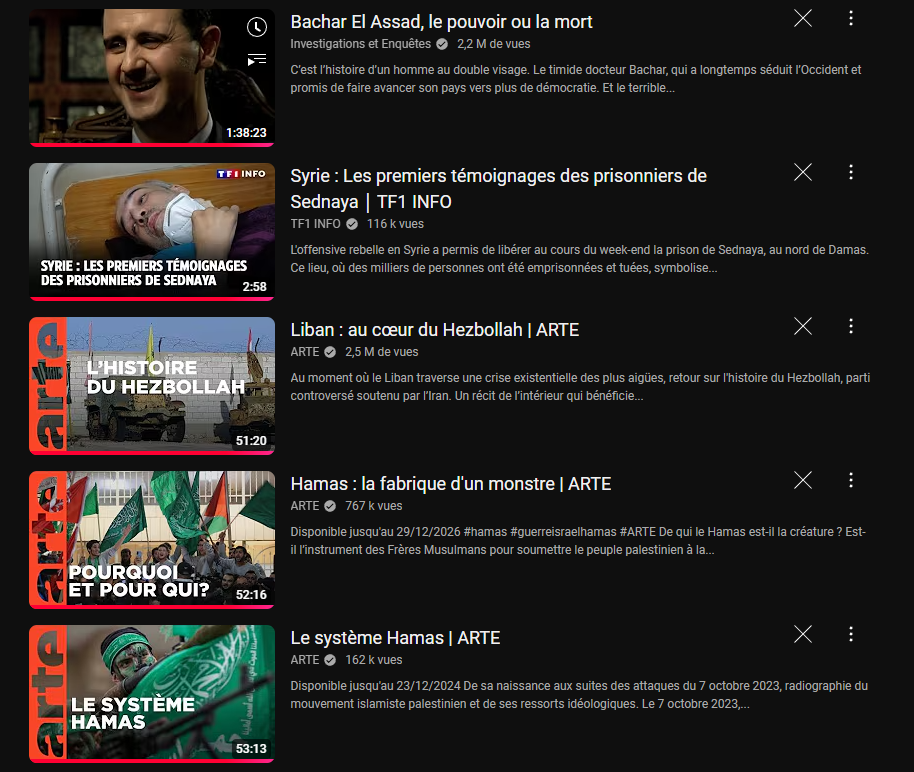 Bachar El Assad, le pouvoir ou la mort
Investigations et Enquêtes 2,2 M de vues
C'est l'histoire d'un homme au double visage. Le timide docteur Bachar, qui a longtemps séduit l'Occident et
promis de faire avancer son pays vers plus de démocratie. Et le terrible...
1:38:23
TF1 INFO
SYRIE : LES PREMIERS TÉMOIGNAGES
DES PRISONNIERS DE SEDNAYA
2:58
Syrie : Les premiers témoignages des prisonniers de
Sednaya | TF1 INFO
TF1 INFO 116 k vues
L'offensive rebelle en Syrie a permis de libérer au cours du week-end la prison de Sednaya, au nord de Damas.
Ce lieu, où des milliers de personnes ont été emprisonnées et tuées, symbolise...
arte
L'HISTOIRE
DU HEZBOLLAH
51:20
Liban : au cœur du Hezbollah | ARTE
ARTE 2,5 M de vues
Au moment où le Liban traverse une crise existentielle des plus aigües, retour sur l'histoire du Hezbollah, parti
controversé soutenu par l'Iran. Un récit de l'intérieur qui bénéficie...
arte
POURQUOI
ET POUR QUI?
52:16
Hamas : la fabrique d'un monstre | ARTE
ARTE 767 k vues
Disponible jusqu'au 29/12/2026 #hamas #guerreisraelhamas #ARTE De qui le Hamas est-il la créature ? Est-
il l'instrument des Frères Musulmans pour soumettre le peuple palestinien à la...
arte
LE SYSTÈME
HAMAS
53:13
Le système Hamas | ARTE
ARTE 162 k vues
Disponible jusqu'au 23/12/2024 De sa naissance aux suites des attaques du 7 octobre 2023, radiographie du
mouvement islamiste palestinien et de ses ressorts idéologiques. Le 7 octobre 2023,...